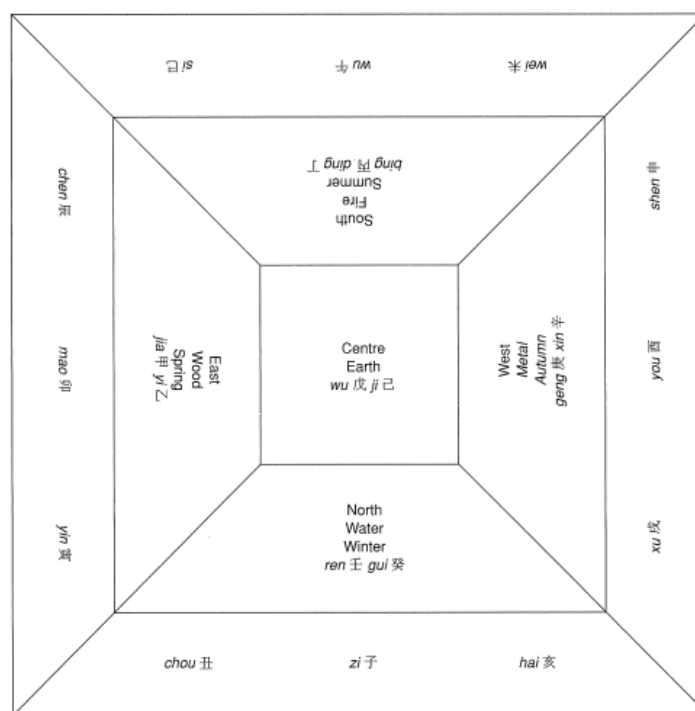 si 巳
wu 午
wei 未
bing 丙 ding 丁
Summer
Fire
South
chen 辰
mao 卯
yin 寅
East
Wood
Spring
jia 甲 yi 乙
Centre
Earth
wu 戊 ji 己
West
Metal
Autumn
geng 庚 xin 辛
shen 申
you 酉
xu 戌
North
Water
Winter
ren 壬 gui 癸
chou 丑
zi 子
hai 亥